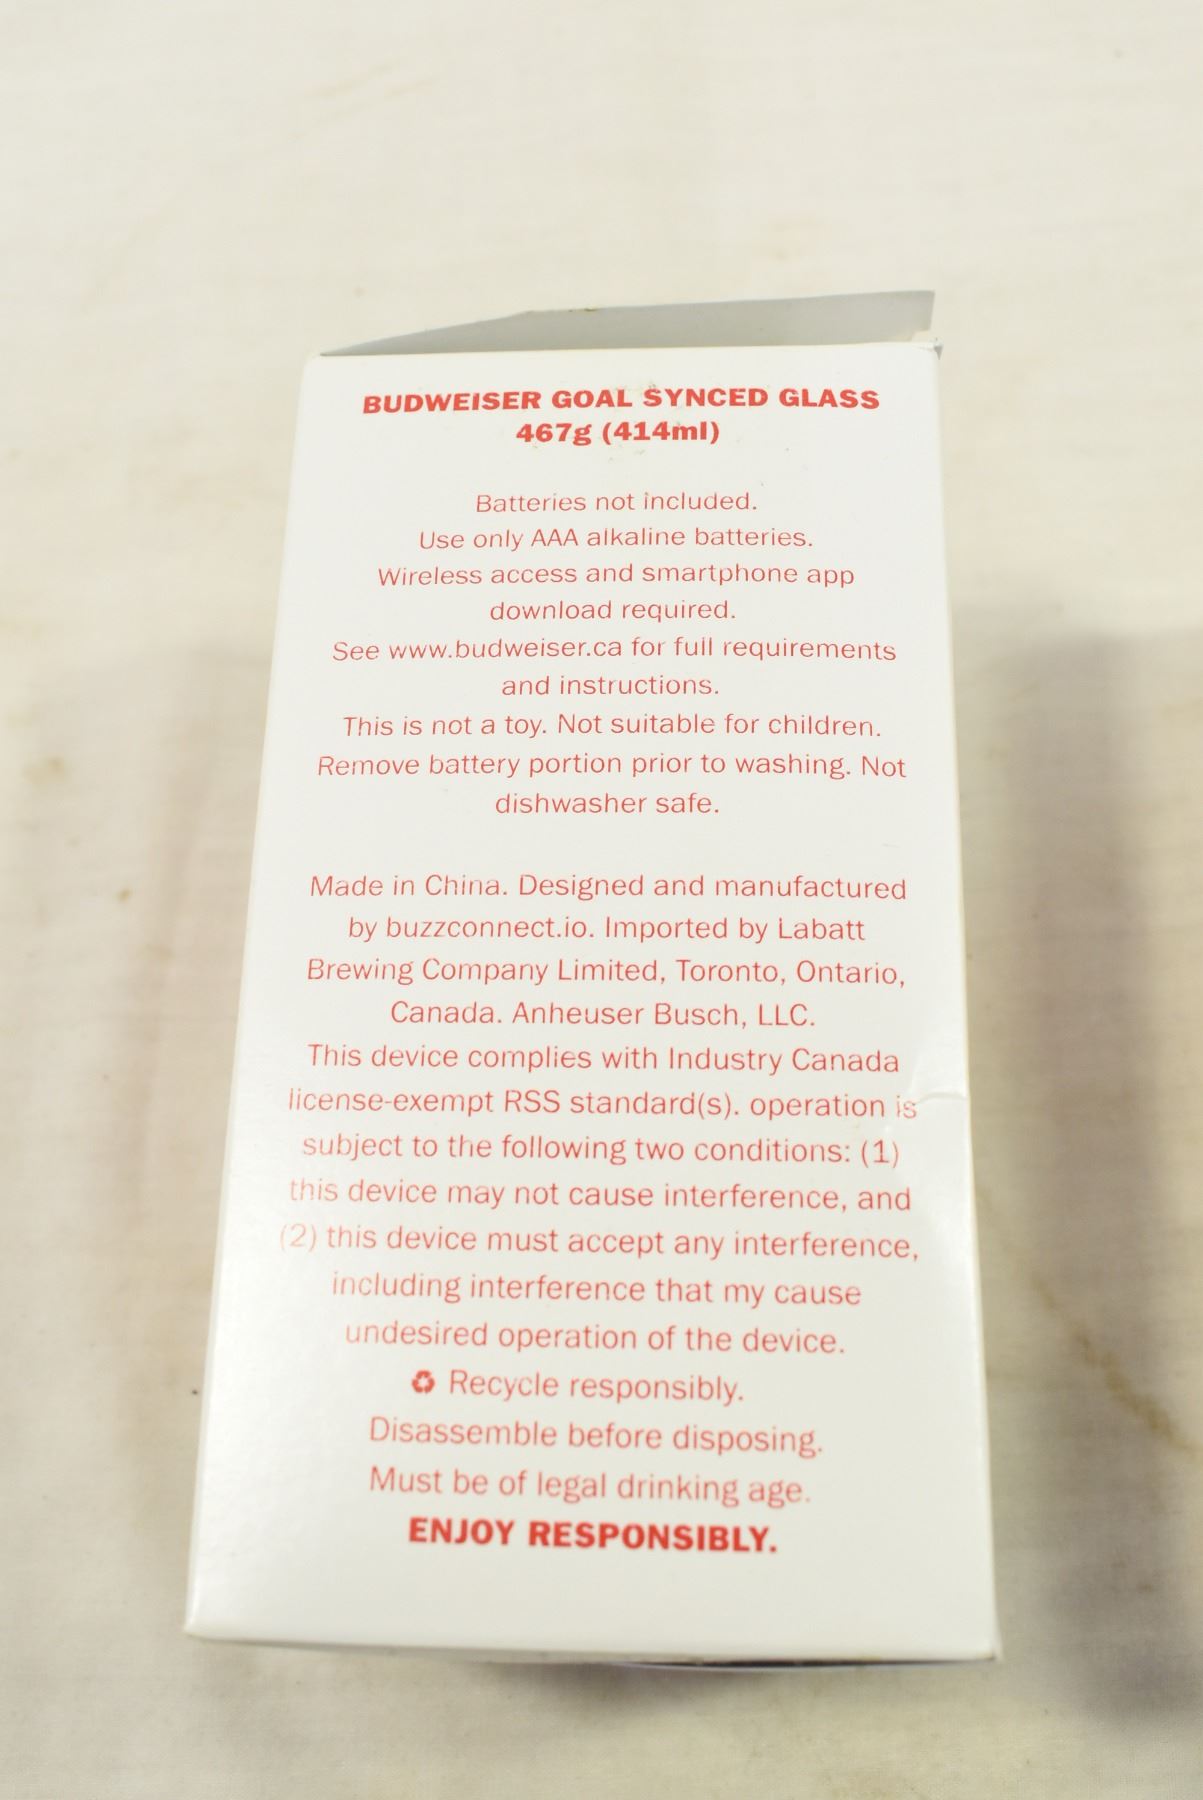 BUDWEISER GOAL SYNCED GLASS
467g (414ml)
Batteries not included.
Use only AAA alkaline batteries.
Wireless access and smartphone app
download required.
See www.budweiser.ca for full requirements
and instructions.
This is not a toy. Not suitable for children.
Remove battery portion prior to washing. Not
dishwasher safe.
Made in China. Designed and manufactured
by buzzconnect.io. Imported by Labatt
Brewing Company Limited, Toronto, Ontario,
Canada. Anheuser Busch, LLC.
This device complies with Industry Canada
license-exempt RSS standard(s). operation is
subject to the following two conditions: (1)
this device may not cause interference, and
(2) this device must accept any interference,
including interference that my cause
undesired operation of the device.
♻ Recycle responsibly.
Disassemble before disposing.
Must be of legal drinking age.
ENJOY RESPONSIBLY.